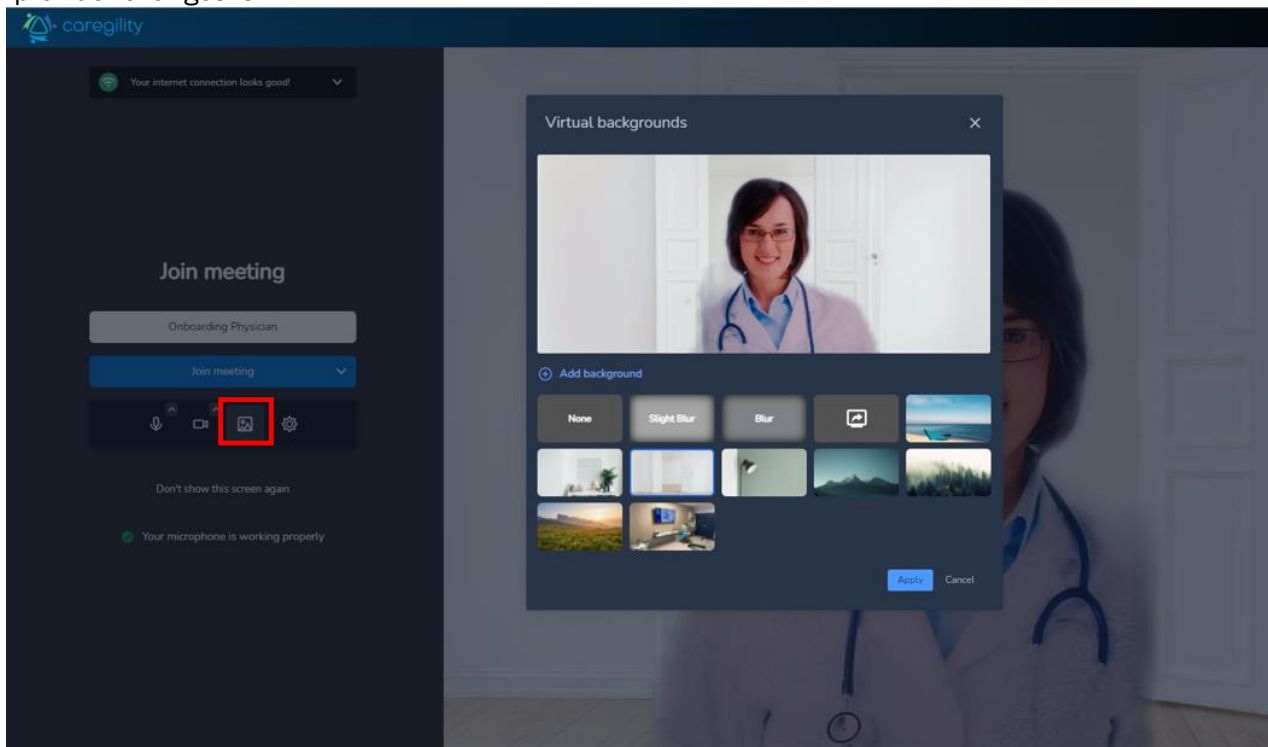 caregility
Your internet connection looks good!
Virtual backgrounds
Join meeting
Onboarding Physician
Join meeting
Add background
None
Slight Blur
Blur
Don't show this screen again
Your microphone is working properly
Apply
Cancel